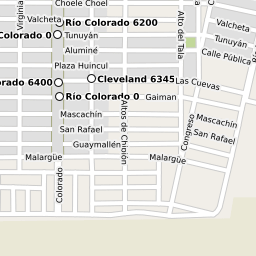 Choele Choel
Virginia
Río Colorado 6200
Alto del Tala
Valcheta
Valcheta
Colorado 0
Tunuyán
Tunuyán
Aluminé
Calle Pública
Plaza Huincul
Colorado 6400
Cleveland 6345
Las Cuevas
Río Colorado 0
Gaiman
Mascachín
Mascachín
San Rafael
San Rafael
Altos de Chiolón
Congreso
Guaymallén
Malargüe
Malargüe
Colorado